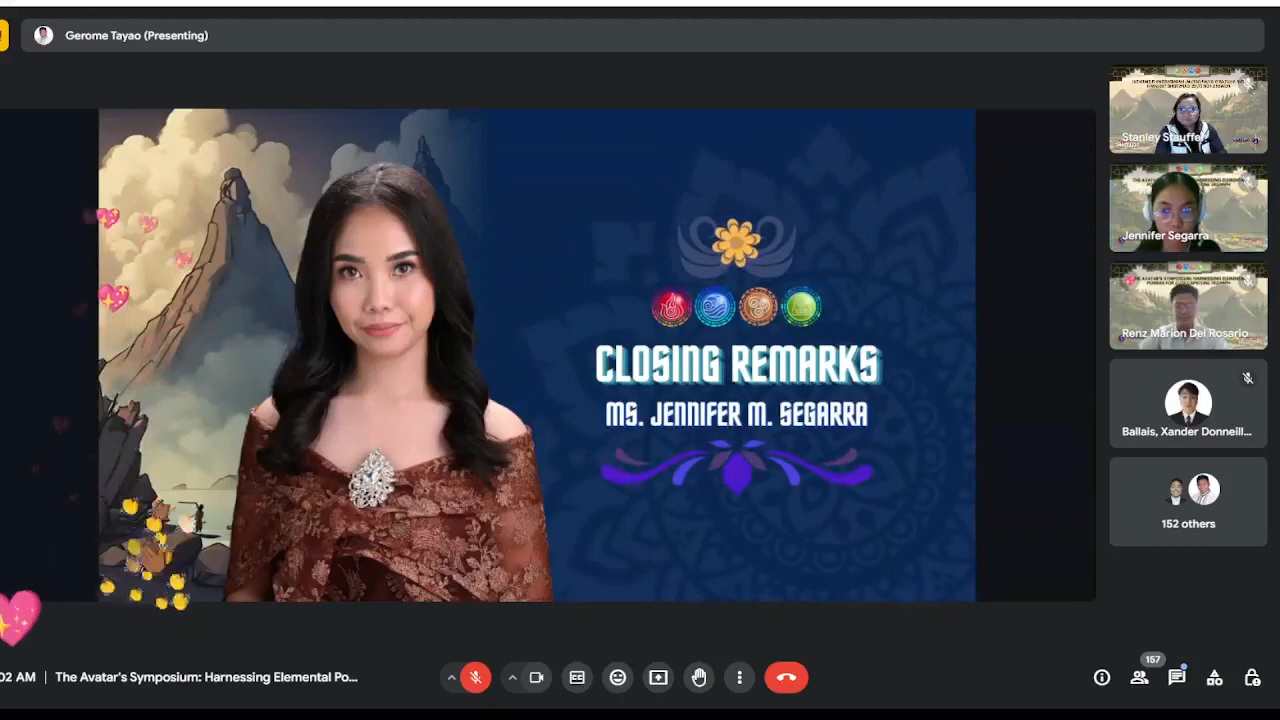 Gerome Tayao (Presenting)
CLOSING REMARKS
MS. JENNIFER M. SEGARRA
Stanley Stauffer
Jennifer Segarra
Renz Marion Del Rosario
Ballais, Xander Donneill...
152 others
02 AM | The Avatar's Symposium: Harnessing Elemental Po...
157